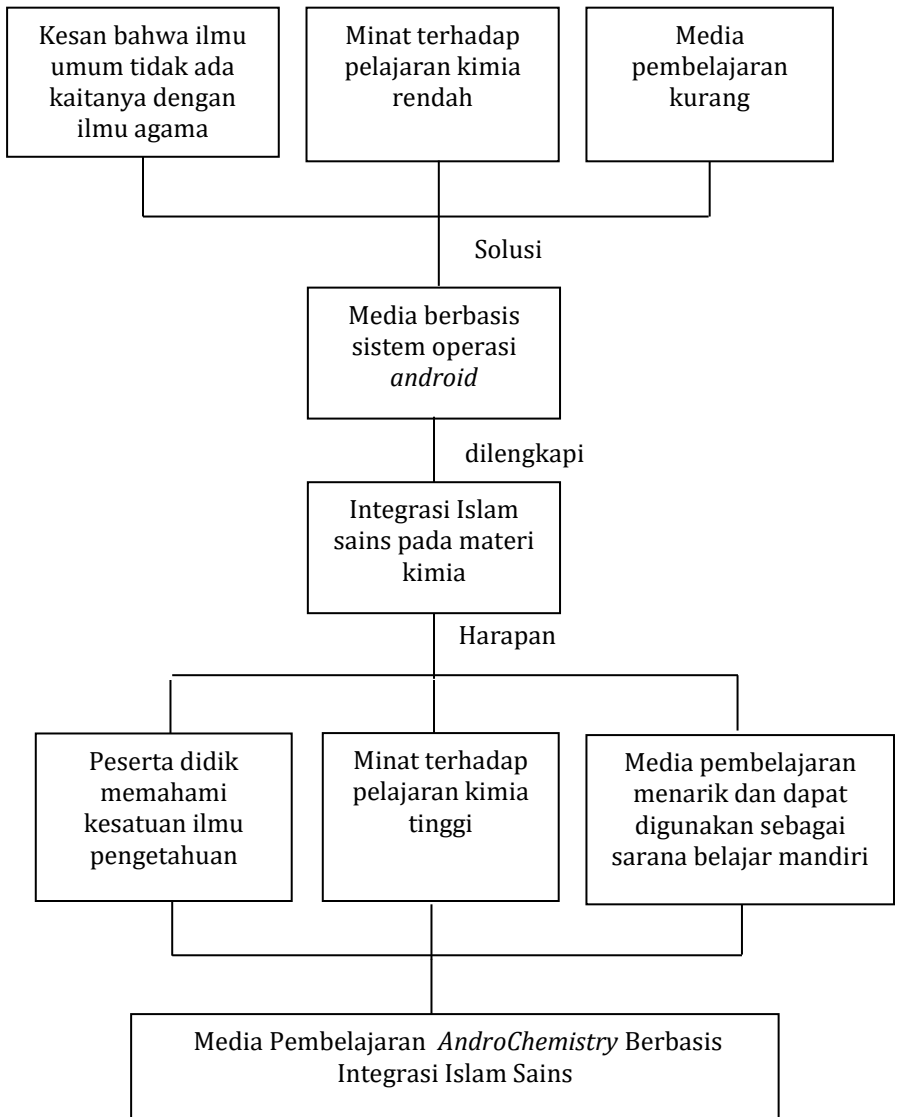 Kesan bahwa ilmu
umum tidak ada
kaitanya dengan
ilmu agama
Minat terhadap
pelajaran kimia
rendah
Media
pembelajaran
kurang
Solusi
Media berbasis
sistem operasi
android
dilengkapi
Integrasi Islam
sains pada materi
kimia
Harapan
Peserta didik
memahami
kesatuan ilmu
pengetahuan
Minat terhadap
pelajaran kimia
tinggi
Media pembelajaran
menarik dan dapat
digunakan sebagai
sarana belajar mandiri
Media Pembelajaran AndroChemistry Berbasis
Integrasi Islam Sains